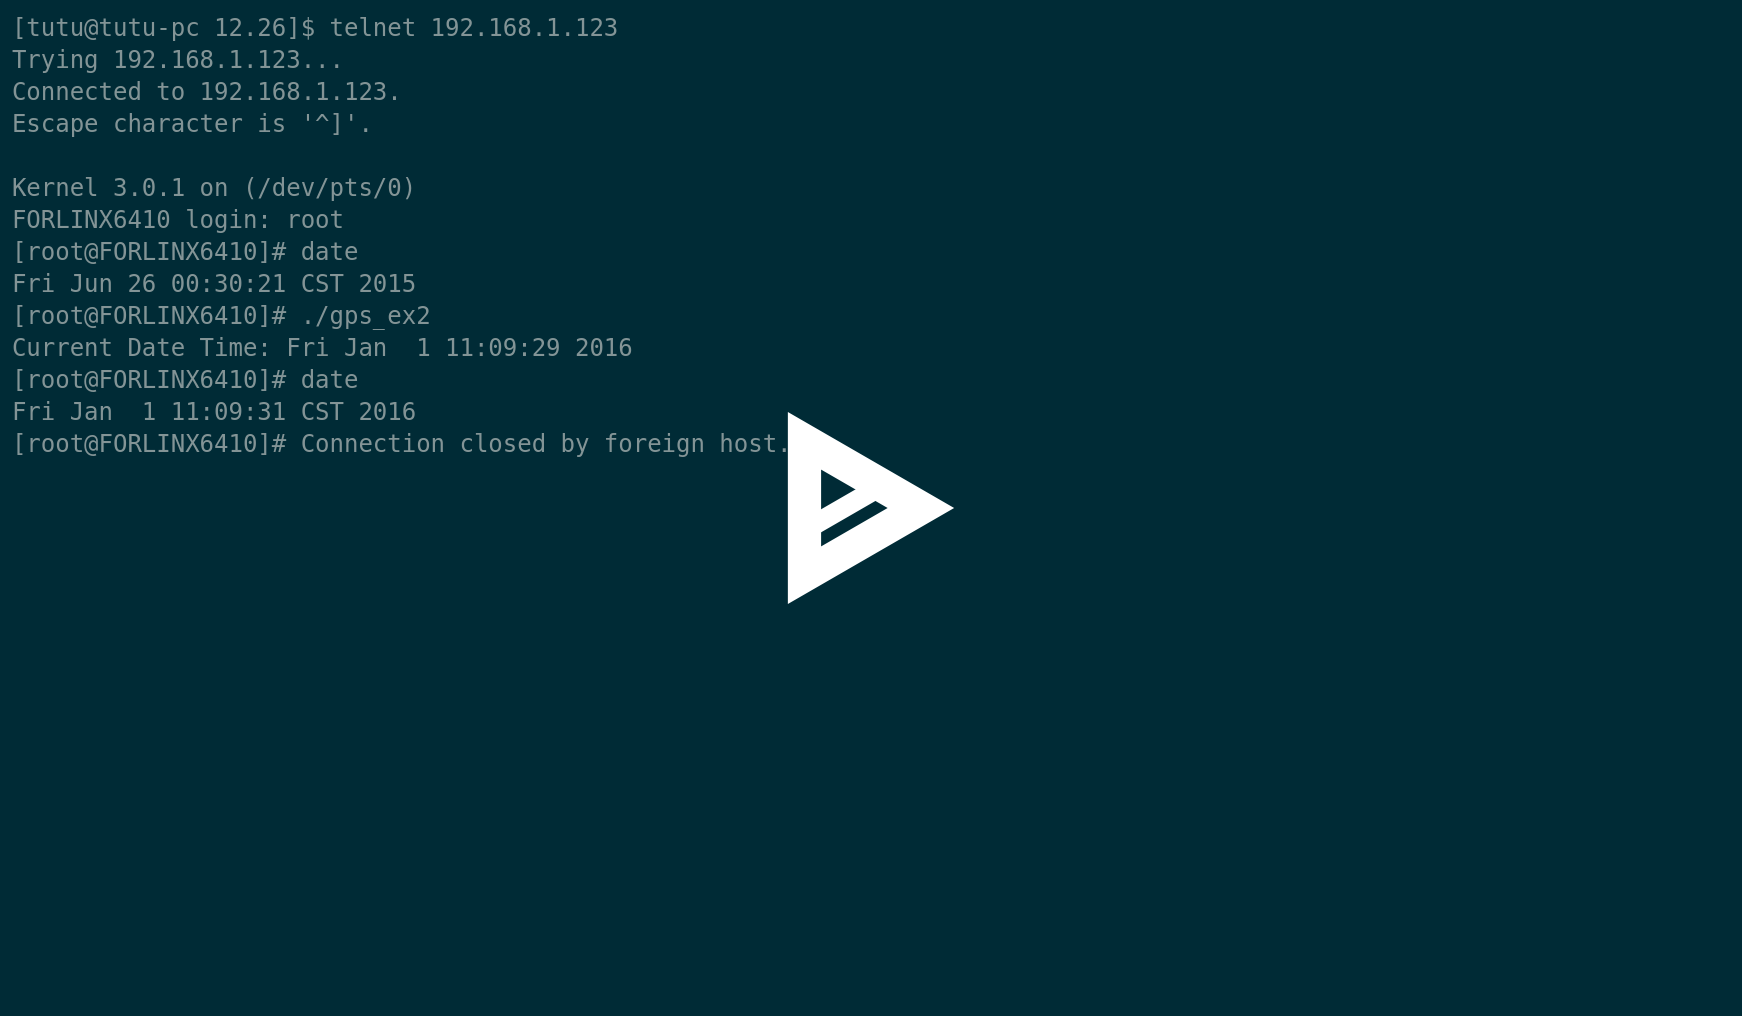 [tutu@tutu-pc 12.26]$ telnet 192.168.1.123
Trying 192.168.1.123...
Connected to 192.168.1.123.
Escape character is '^]'.

Kernel 3.0.1 on (/dev/pts/0)
FORLINX6410 login: root
[root@FORLINX6410]# date
Fri Jun 26 00:30:21 CST 2015
[root@FORLINX6410]# ./gps_ex2
Current Date Time: Fri Jan  1 11:09:29 2016
[root@FORLINX6410]# date
Fri Jan  1 11:09:31 CST 2016
[root@FORLINX6410]# Connection closed by foreign host.